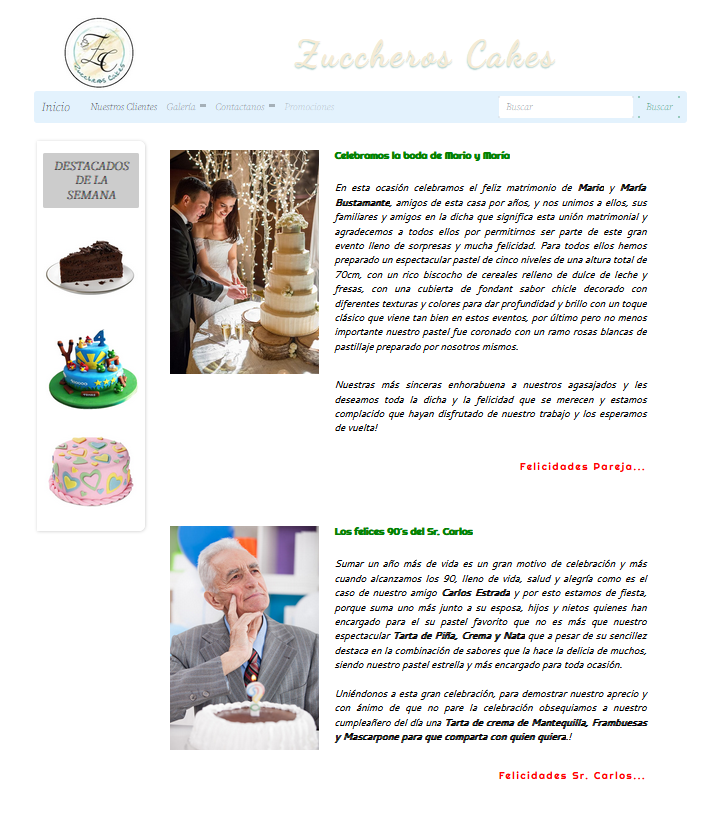 ZC
Zuccheros Cakes
Zuccheros Cakes
Inicio Nuestros Clientes Galería Contactanos Promociones Buscar Buscar
DESTACADOS
DE LA
SEMANA
Celebramos la boda de Mario y María
En esta ocasión celebramos el feliz matrimonio de Mario y María
Bustamante, amigos de esta casa por años, y nos unimos a ellos, sus
familiares y amigos en la dicha que significa esta unión matrimonial y
agradecemos a todos ellos por permitirnos ser parte de este gran
evento lleno de sorpresas y mucha felicidad. Para todos ellos hemos
preparado un espectacular pastel de cinco niveles de una altura total de
70cm, con un rico biscocho de cereales relleno de dulce de leche y
fresas, con una cubierta de fondant sabor chicle decorado con
diferentes texturas y colores para dar profundidad y brillo con un toque
clásico que viene tan bien en estos eventos, por último pero no menos
importante nuestro pastel fue coronado con un ramo rosas blancas de
pastillaje preparado por nosotros mismos.
Nuestras más sinceras enhorabuena a nuestros agasajados y les
deseamos toda la dicha y la felicidad que se merecen y estamos
complacido que hayan disfrutado de nuestro trabajo y los esperamos
de vuelta!
Felicidades Pareja...
Los felices 90's del Sr. Carlos
Sumar un año más de vida es un gran motivo de celebración y más
cuando alcanzamos los 90, lleno de vida, salud y alegría como es el
caso de nuestro amigo Carlos Estrada y por esto estamos de fiesta,
porque suma uno más junto a su esposa, hijos y nietos quienes han
encargado para el su pastel favorito que no es más que nuestro
espectacular Tarta de Piña, Crema y Nata que a pesar de su sencillez
destaca en la combinación de sabores que la hace la delicia de muchos,
siendo nuestro pastel estrella y más encargado para toda ocasión.
Uniéndonos a esta gran celebración, para demostrar nuestro aprecio y
con ánimo de que no pare la celebración obsequiamos a nuestro
cumpleañero del día una Tarta de crema de Mantequilla, Frambuesas
y Mascarpone para que comparta con quien quiera.!
Felicidades Sr. Carlos...